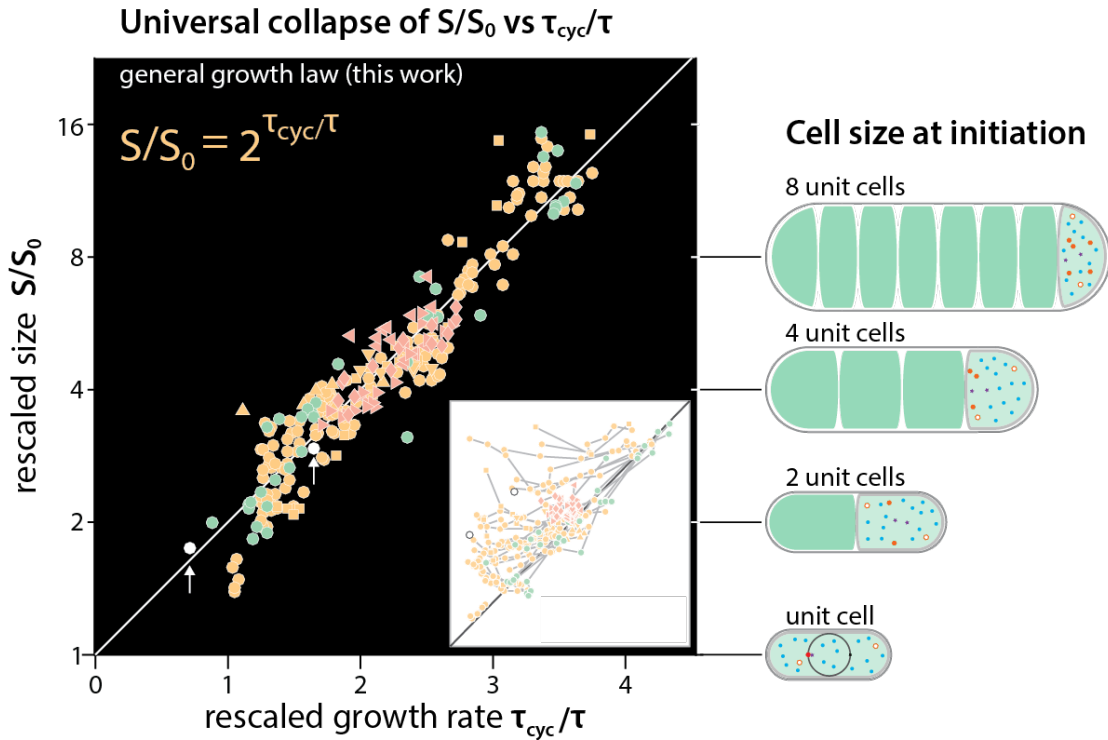 Universal collapse of S/S₀ vs τcyc/τ
general growth law (this work)
S/S₀ = 2^τcyc/τ
16
8
4
2
1
0
1
2
3
4
rescaled size S/S₀
rescaled growth rate τcyc/τ
Cell size at initiation
8 unit cells
4 unit cells
2 unit cells
unit cell